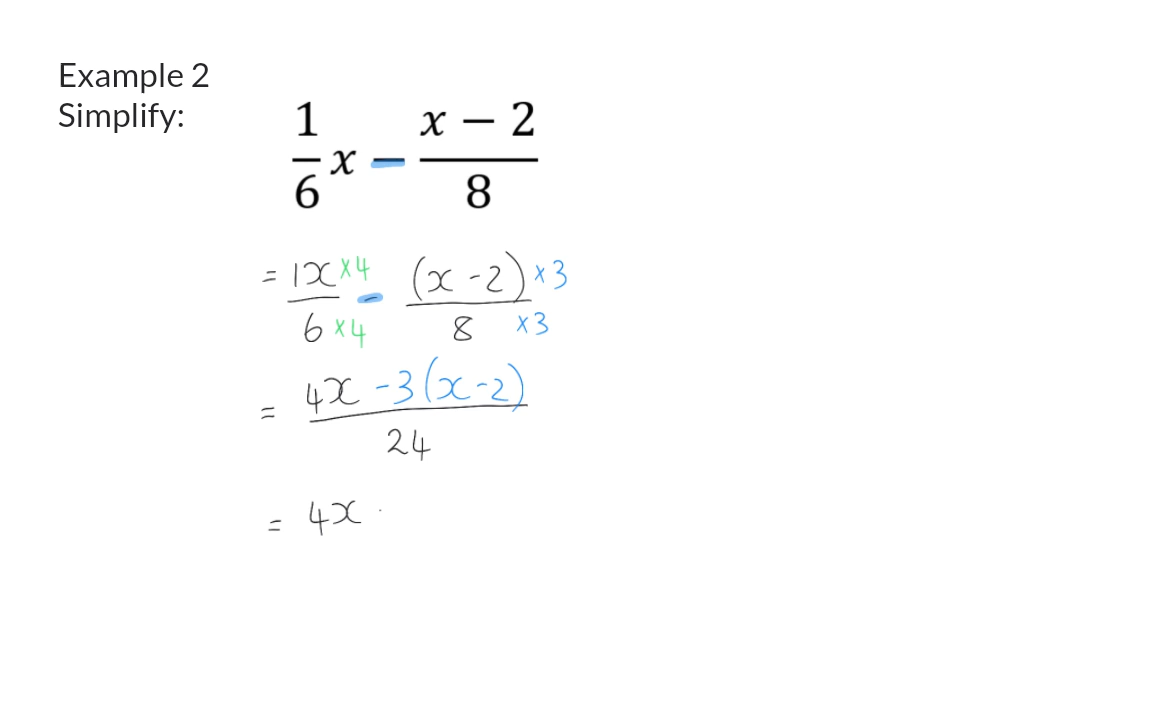 Example 2
Simplify:
1/6 x − (x − 2)/8
= 1x ×4 / 6 ×4 − (x - 2) ×3 / 8 ×3
= 4x - 3(x - 2) / 24
= 4x